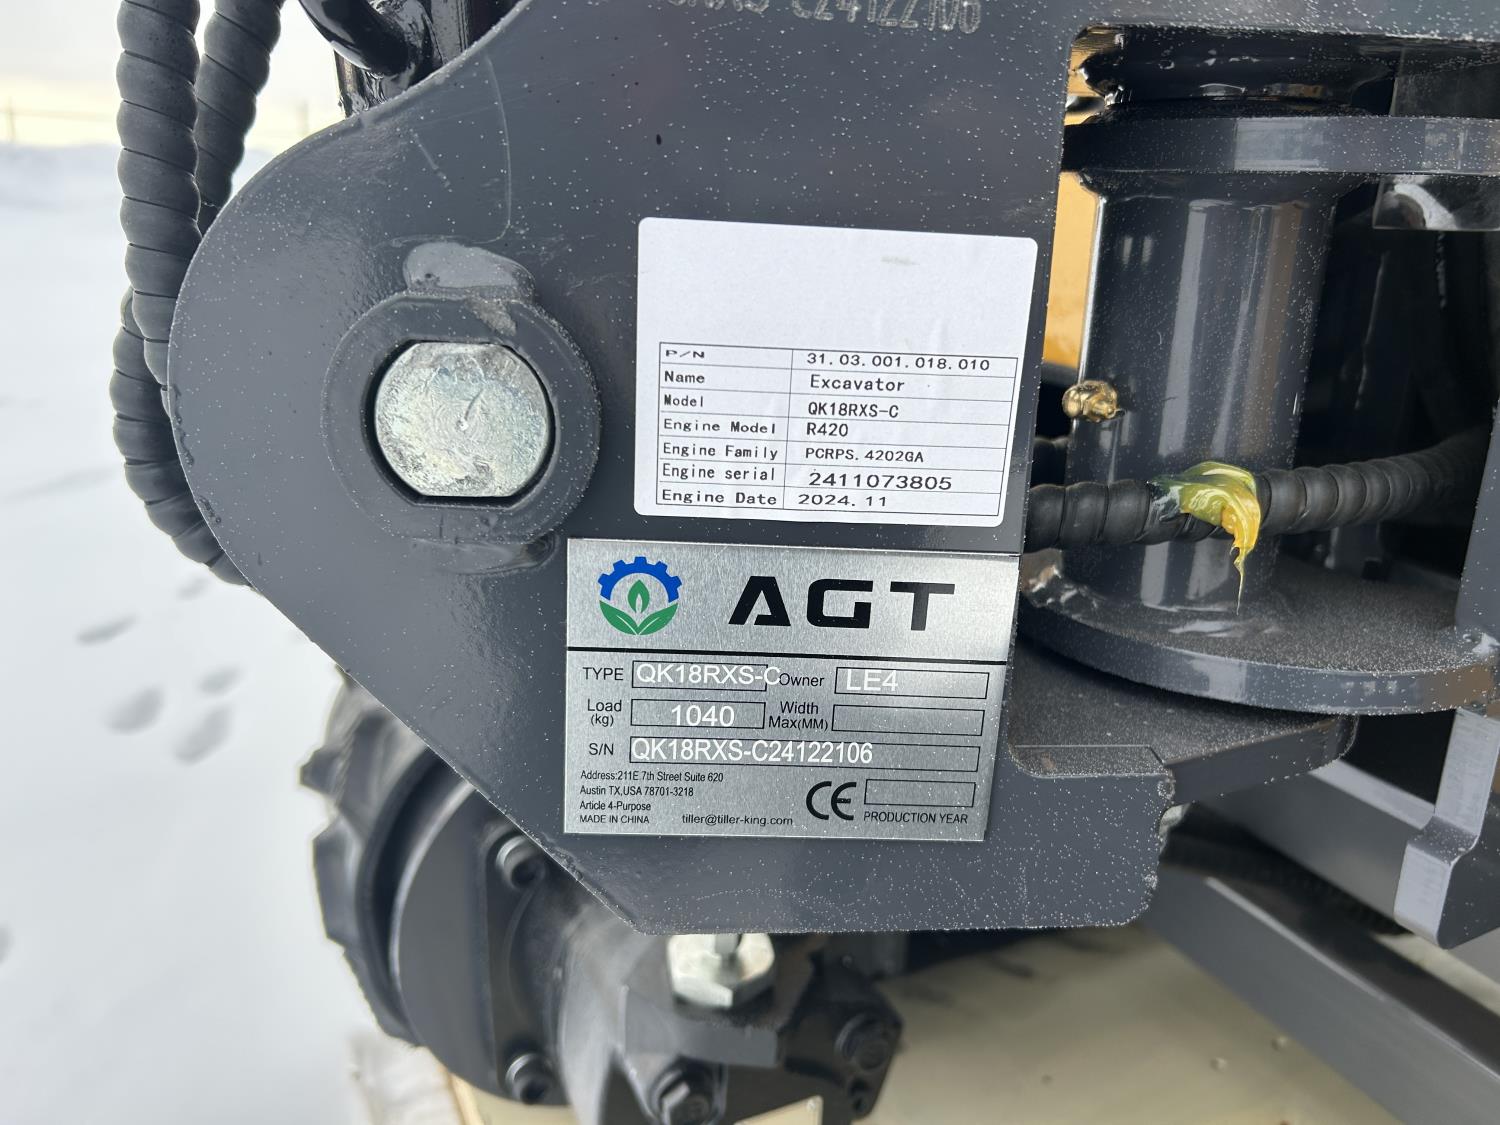 C24122106
P/N 31.03.001.018.010
Name Excavator
Model QK18RXS-C
Engine Model R420
Engine Family PCRPS.4202GA
Engine serial 2411073805
Engine Date 2024.11
AGT
TYPE QK18RXS-C Owner LE4
Load (kg) 1040 Width Max(MM)
S/N QK18RXS-C24122106
Address:211E 7th Street Suite 620
Austin TX,USA 78701-3218
Article 4-Purpose
MADE IN CHINA tiller@tiller-king.com CE PRODUCTION YEAR